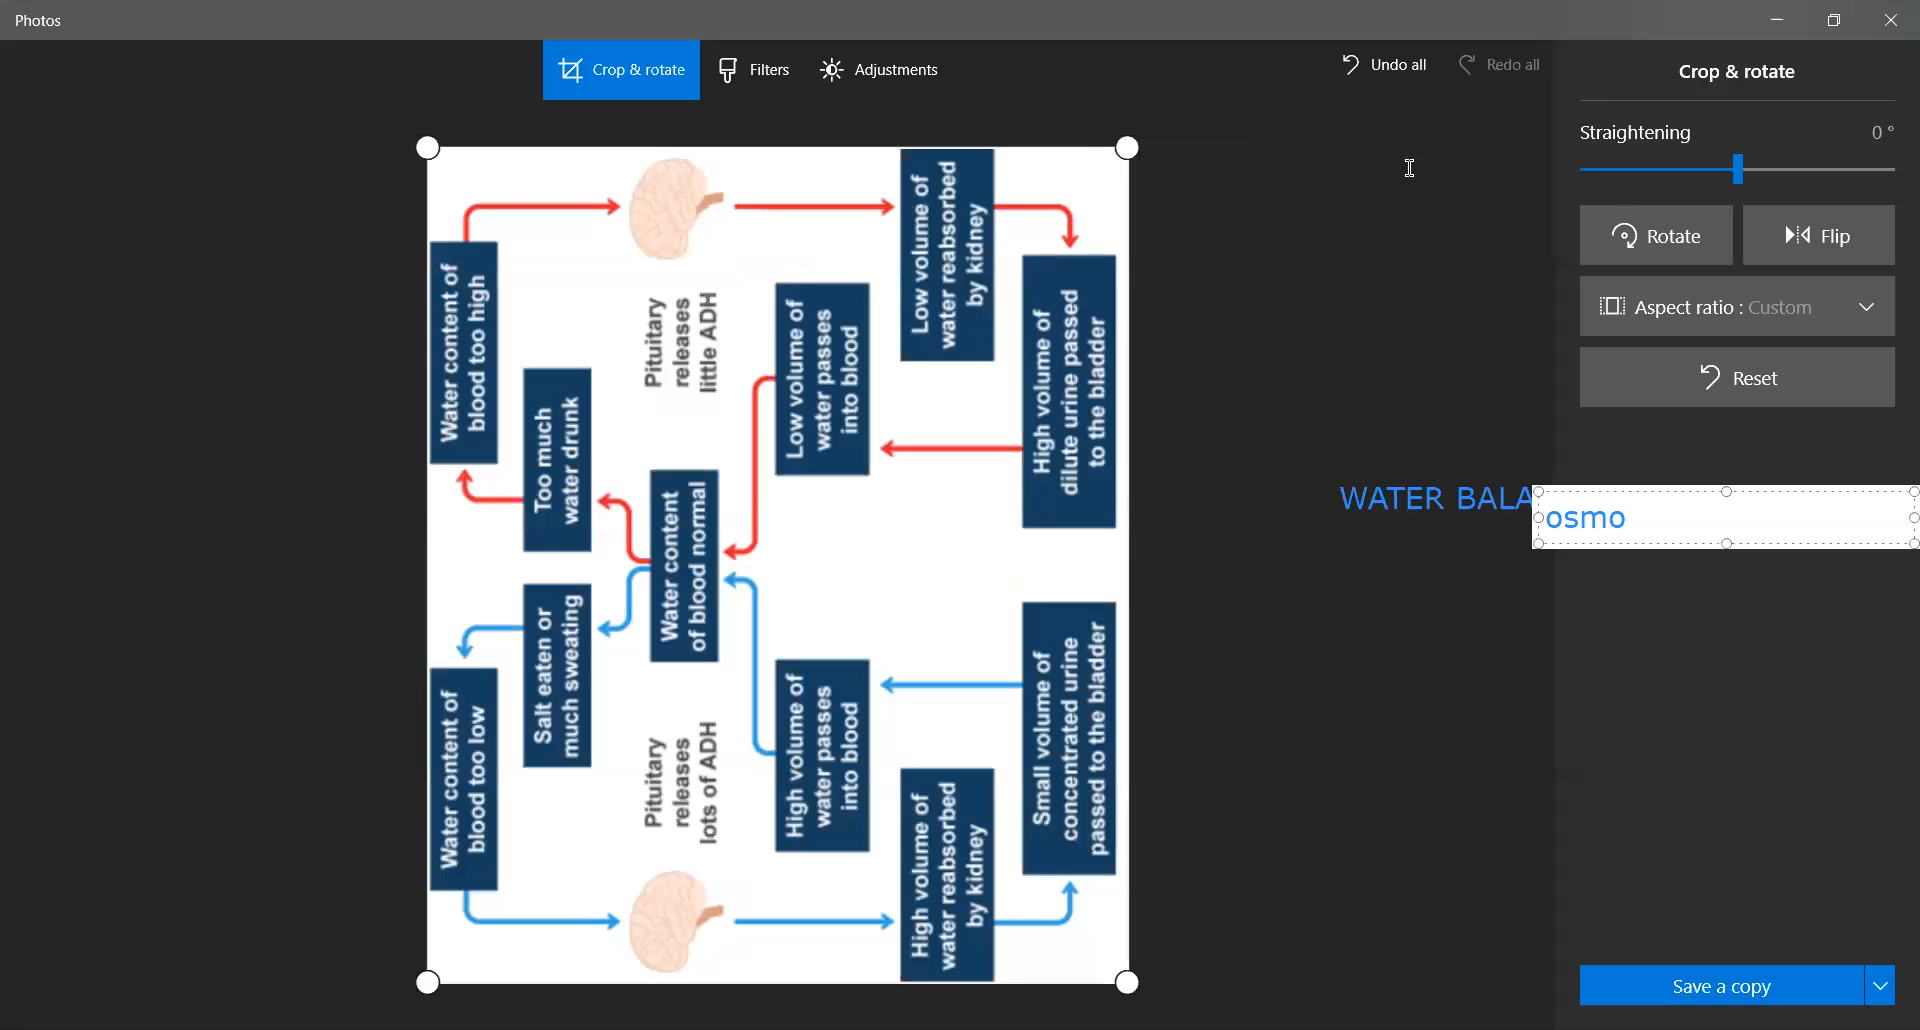 Photos
Crop & rotate
Filters
Adjustments
Undo all
Redo all
Crop & rotate
Straightening
0 °
Rotate
Flip
Aspect ratio : Custom
Reset
Save a copy
WATER BALA
osmo
Water content of
blood too low
Water content of
blood too high
Salt eaten or
much sweating
Too much
water drunk
Pituitary
releases
lots of ADH
Water content
of blood normal
Pituitary
releases
little ADH
High volume of
water passes
into blood
Low volume of
water passes
into blood
High volume of
water reabsorbed
by kidney
Low volume of
water reabsorbed
by kidney
Small volume of
concentrated urine
passed to the bladder
High volume of
dilute urine passed
to the bladder